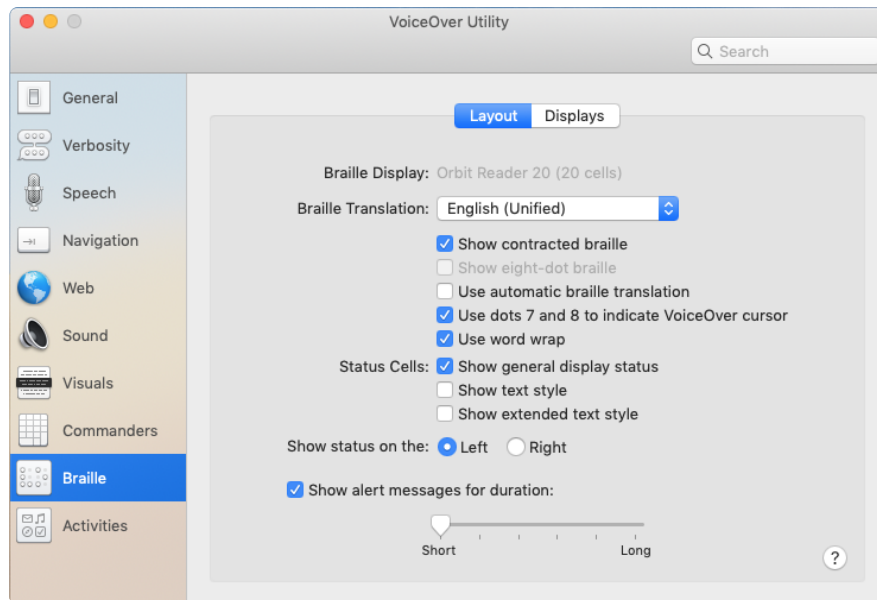 VoiceOver Utility
Search
General
Verbosity
Speech
Navigation
Web
Sound
Visuals
Commanders
Braille
Activities
Layout Displays
Braille Display: Orbit Reader 20 (20 cells)
Braille Translation: English (Unified)
Show contracted braille
Show eight-dot braille
Use automatic braille translation
Use dots 7 and 8 to indicate VoiceOver cursor
Use word wrap
Status Cells: Show general display status
Show text style
Show extended text style
Show status on the: Left Right
Show alert messages for duration:
Short Long
?